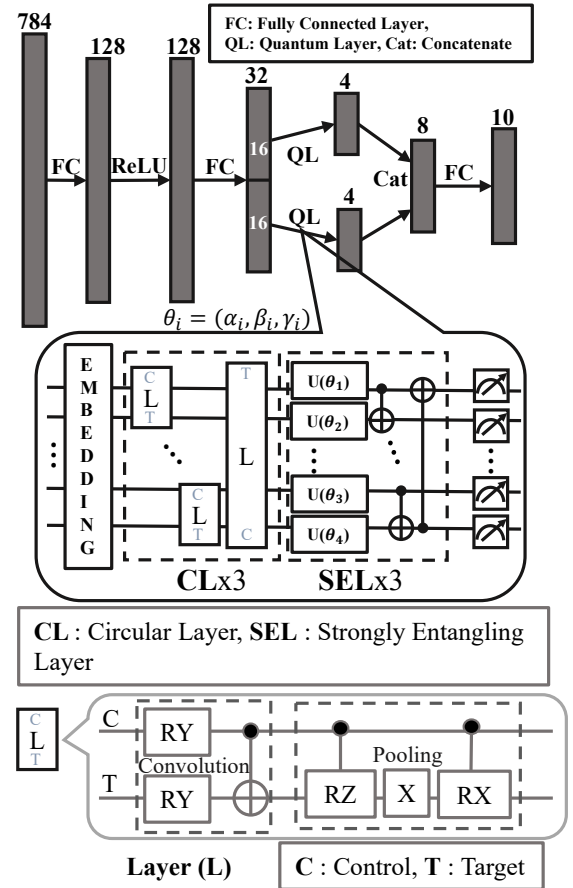 784
FC: Fully Connected Layer,
QL: Quantum Layer, Cat: Concatenate
128
128
32
4
8
10
16
16
FC
ReLU
FC
QL
QL
4
Cat
FC
θᵢ = (αᵢ, βᵢ, γᵢ)
E
M
B
E
D
D
I
N
G
C
L
T
C
L
T
T
L
C
U(θ₁)
U(θ₂)
U(θ₃)
U(θ₄)
CLx3
SELx3
CL : Circular Layer, SEL : Strongly Entangling
Layer
C
L
T
C
T
RY
RY
Convolution
Pooling
RZ
X
RX
Layer (L)
C : Control, T : Target